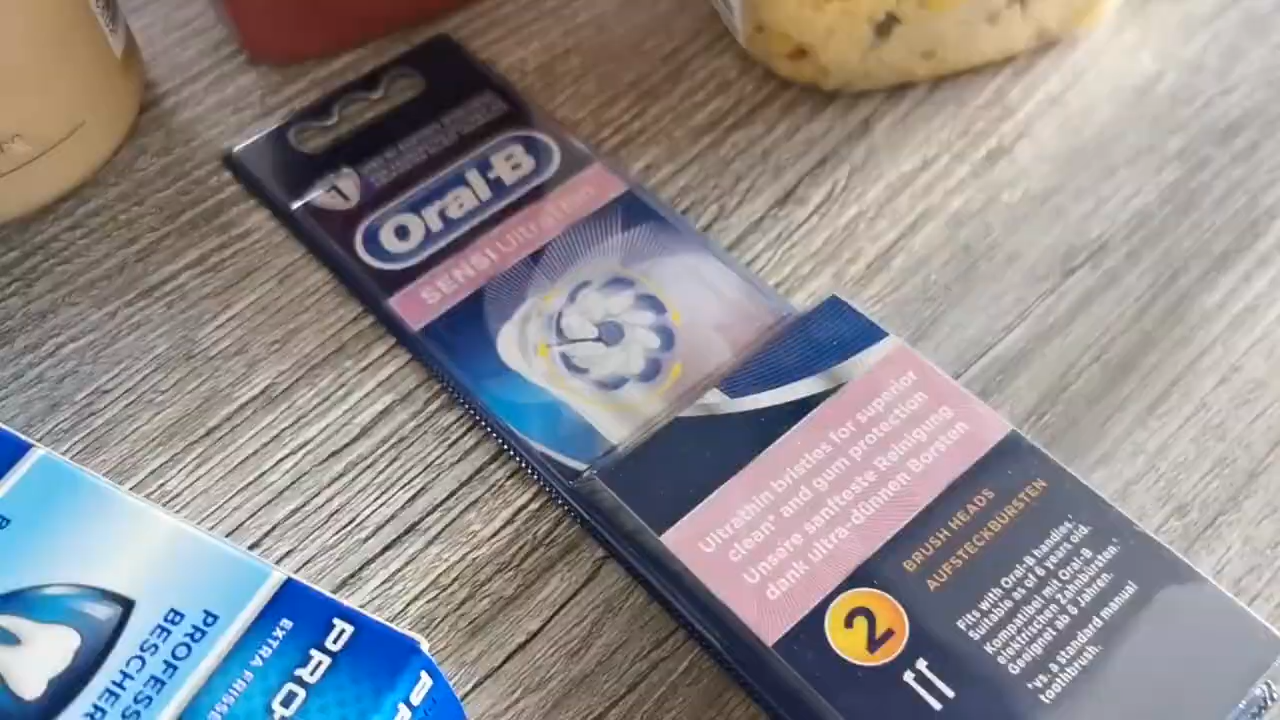 1
Oral-B
SENSI Ultrathin
Ultrathin bristles for superior
clean* and gum protection
Unsere sanfteste Reinigung
dank ultra-dünnen Borsten
BRUSH HEADS
AUFSTECKBÜRSTEN
2
Fits with Oral-B handles.
Suitable as of 6 years old.
Kompatibel mit Oral-B
elektrischen Zahnbürsten.
Geeignet ab 6 Jahren.
*vs. a standard manual
toothbrush.
PROFESS
BESCHER
PRO
EXTRA FRISSE